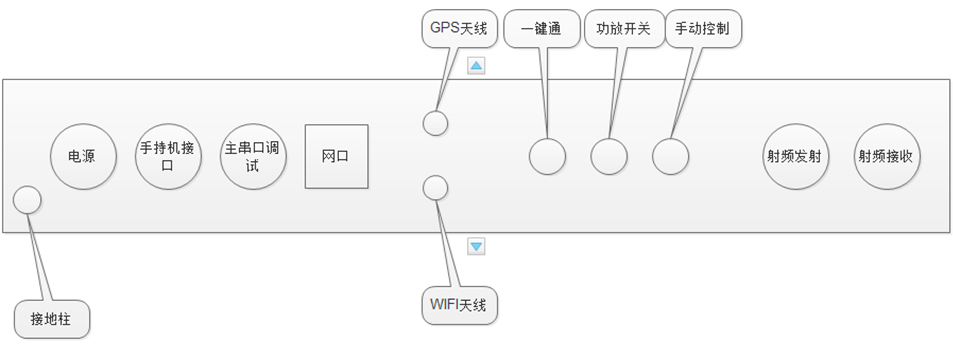 GPS天线
一键通
功放开关
手动控制
电源
手持机接
口
主串口调
试
网口
射频发射
射频接收
WIFI天线
接地柱